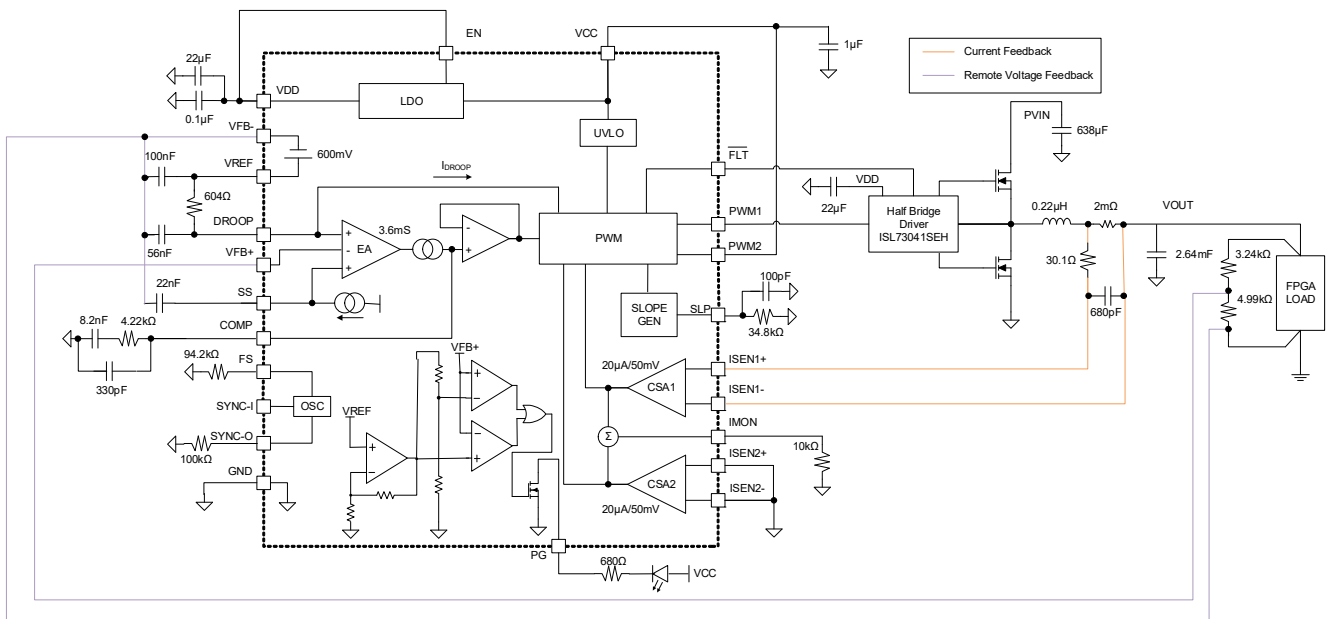 EN
VCC
1µF
Current Feedback
Remote Voltage Feedback
22µF
VDD
0.1µF
LDO
PVIN
638µF
VFB-
UVLO
600mV
100nF
VREF
604Ω
I_DROOP
FLT
VDD
22µF
Half Bridge
Driver
ISL73041SEH
0.22µH
2mΩ
VOUT
DROOP
56nF
3.6mS
EA
PWM
PWM1
PWM2
VFB+
30.1Ω
680pF
2.64mF
3.24kΩ
4.99kΩ
FPGA
LOAD
22nF
SS
SLOPE
GEN
SLP
100pF
34.8kΩ
8.2nF
4.22kΩ
COMP
330pF
94.2kΩ
FS
VFB+
20µA/50mV
CSA1
ISEN1+
ISEN1-
SYNC-I
OSC
VREF
SYNC-O
100kΩ
Σ
IMON
10kΩ
GND
CSA2
20µA/50mV
ISEN2+
ISEN2-
PG
680Ω
VCC
+
-
+
-
+
+
-
-
+
+
-